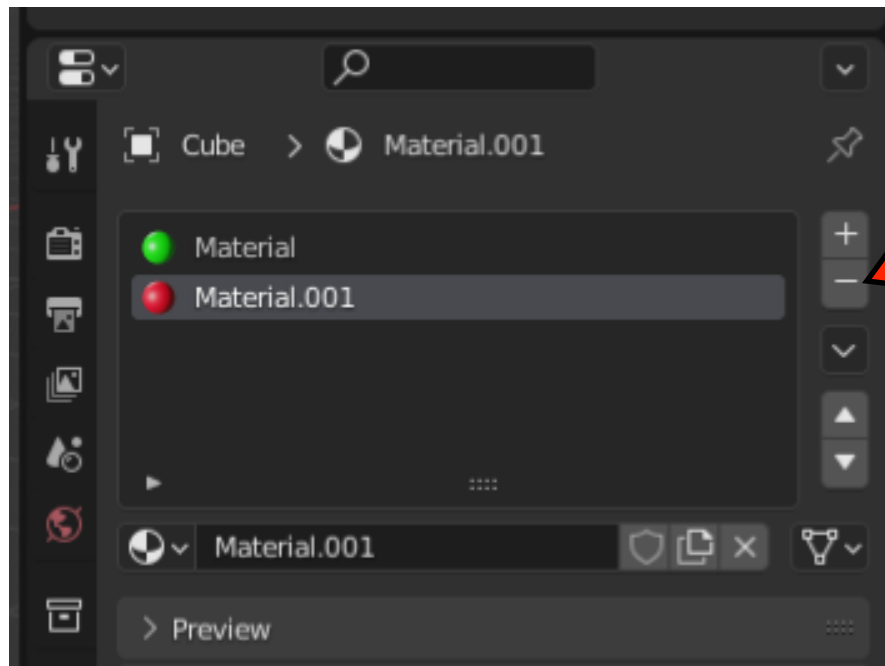 Cube > Material.001
Material
Material.001
Material.001
Preview